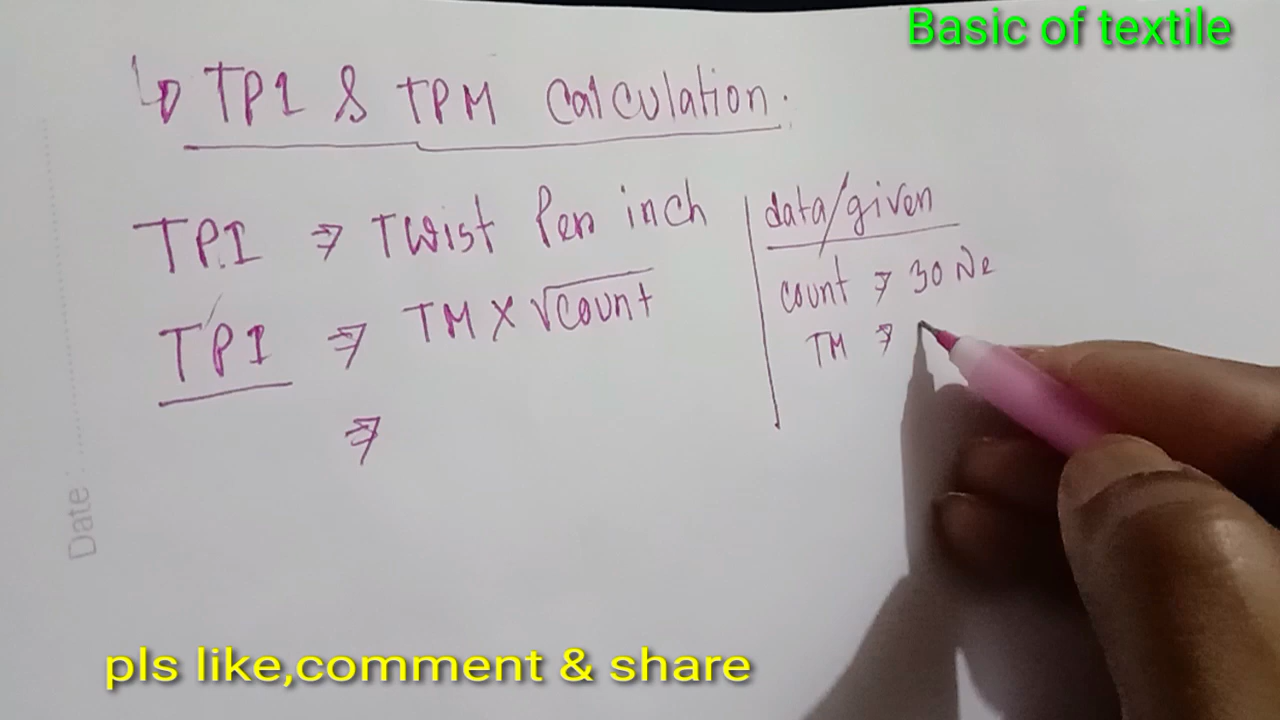 Basic of textile
↳ TPI & TPM Calculation.
TPI ⇒ Twist Per inch
TPI ⇒ TM × √count
⇒
data/given
count ⇒ 30 Ne
TM ⇒
Date :
pls like,comment & share